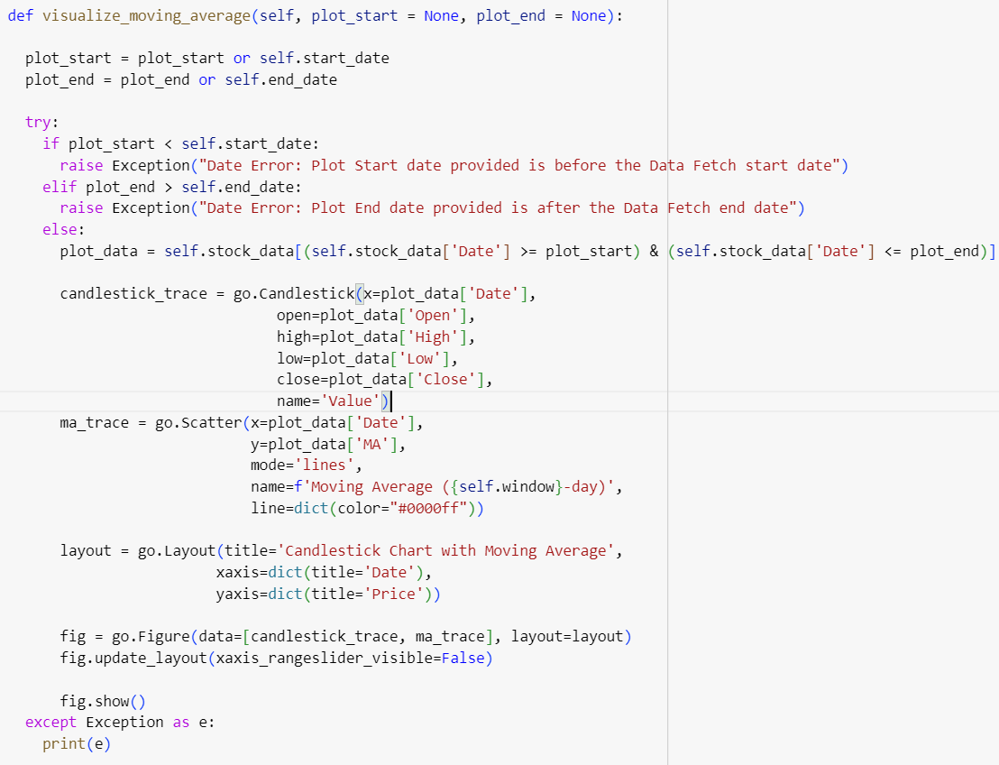 def visualize_moving_average(self, plot_start = None, plot_end = None):
plot_start = plot_start or self.start_date
plot_end = plot_end or self.end_date
try:
if plot_start < self.start_date:
raise Exception("Date Error: Plot Start date provided is before the Data Fetch start date")
elif plot_end > self.end_date:
raise Exception("Date Error: Plot End date provided is after the Data Fetch end date")
else:
plot_data = self.stock_data[(self.stock_data['Date'] >= plot_start) & (self.stock_data['Date'] <= plot_end)]
candlestick_trace = go.Candlestick(x=plot_data['Date'],
open=plot_data['Open'],
high=plot_data['High'],
low=plot_data['Low'],
close=plot_data['Close'],
name='Value')
ma_trace = go.Scatter(x=plot_data['Date'],
y=plot_data['MA'],
mode='lines',
name=f'Moving Average ({self.window}-day)',
line=dict(color="#0000ff"))
layout = go.Layout(title='Candlestick Chart with Moving Average',
xaxis=dict(title='Date'),
yaxis=dict(title='Price'))
fig = go.Figure(data=[candlestick_trace, ma_trace], layout=layout)
fig.update_layout(xaxis_rangeslider_visible=False)
fig.show()
except Exception as e:
print(e)